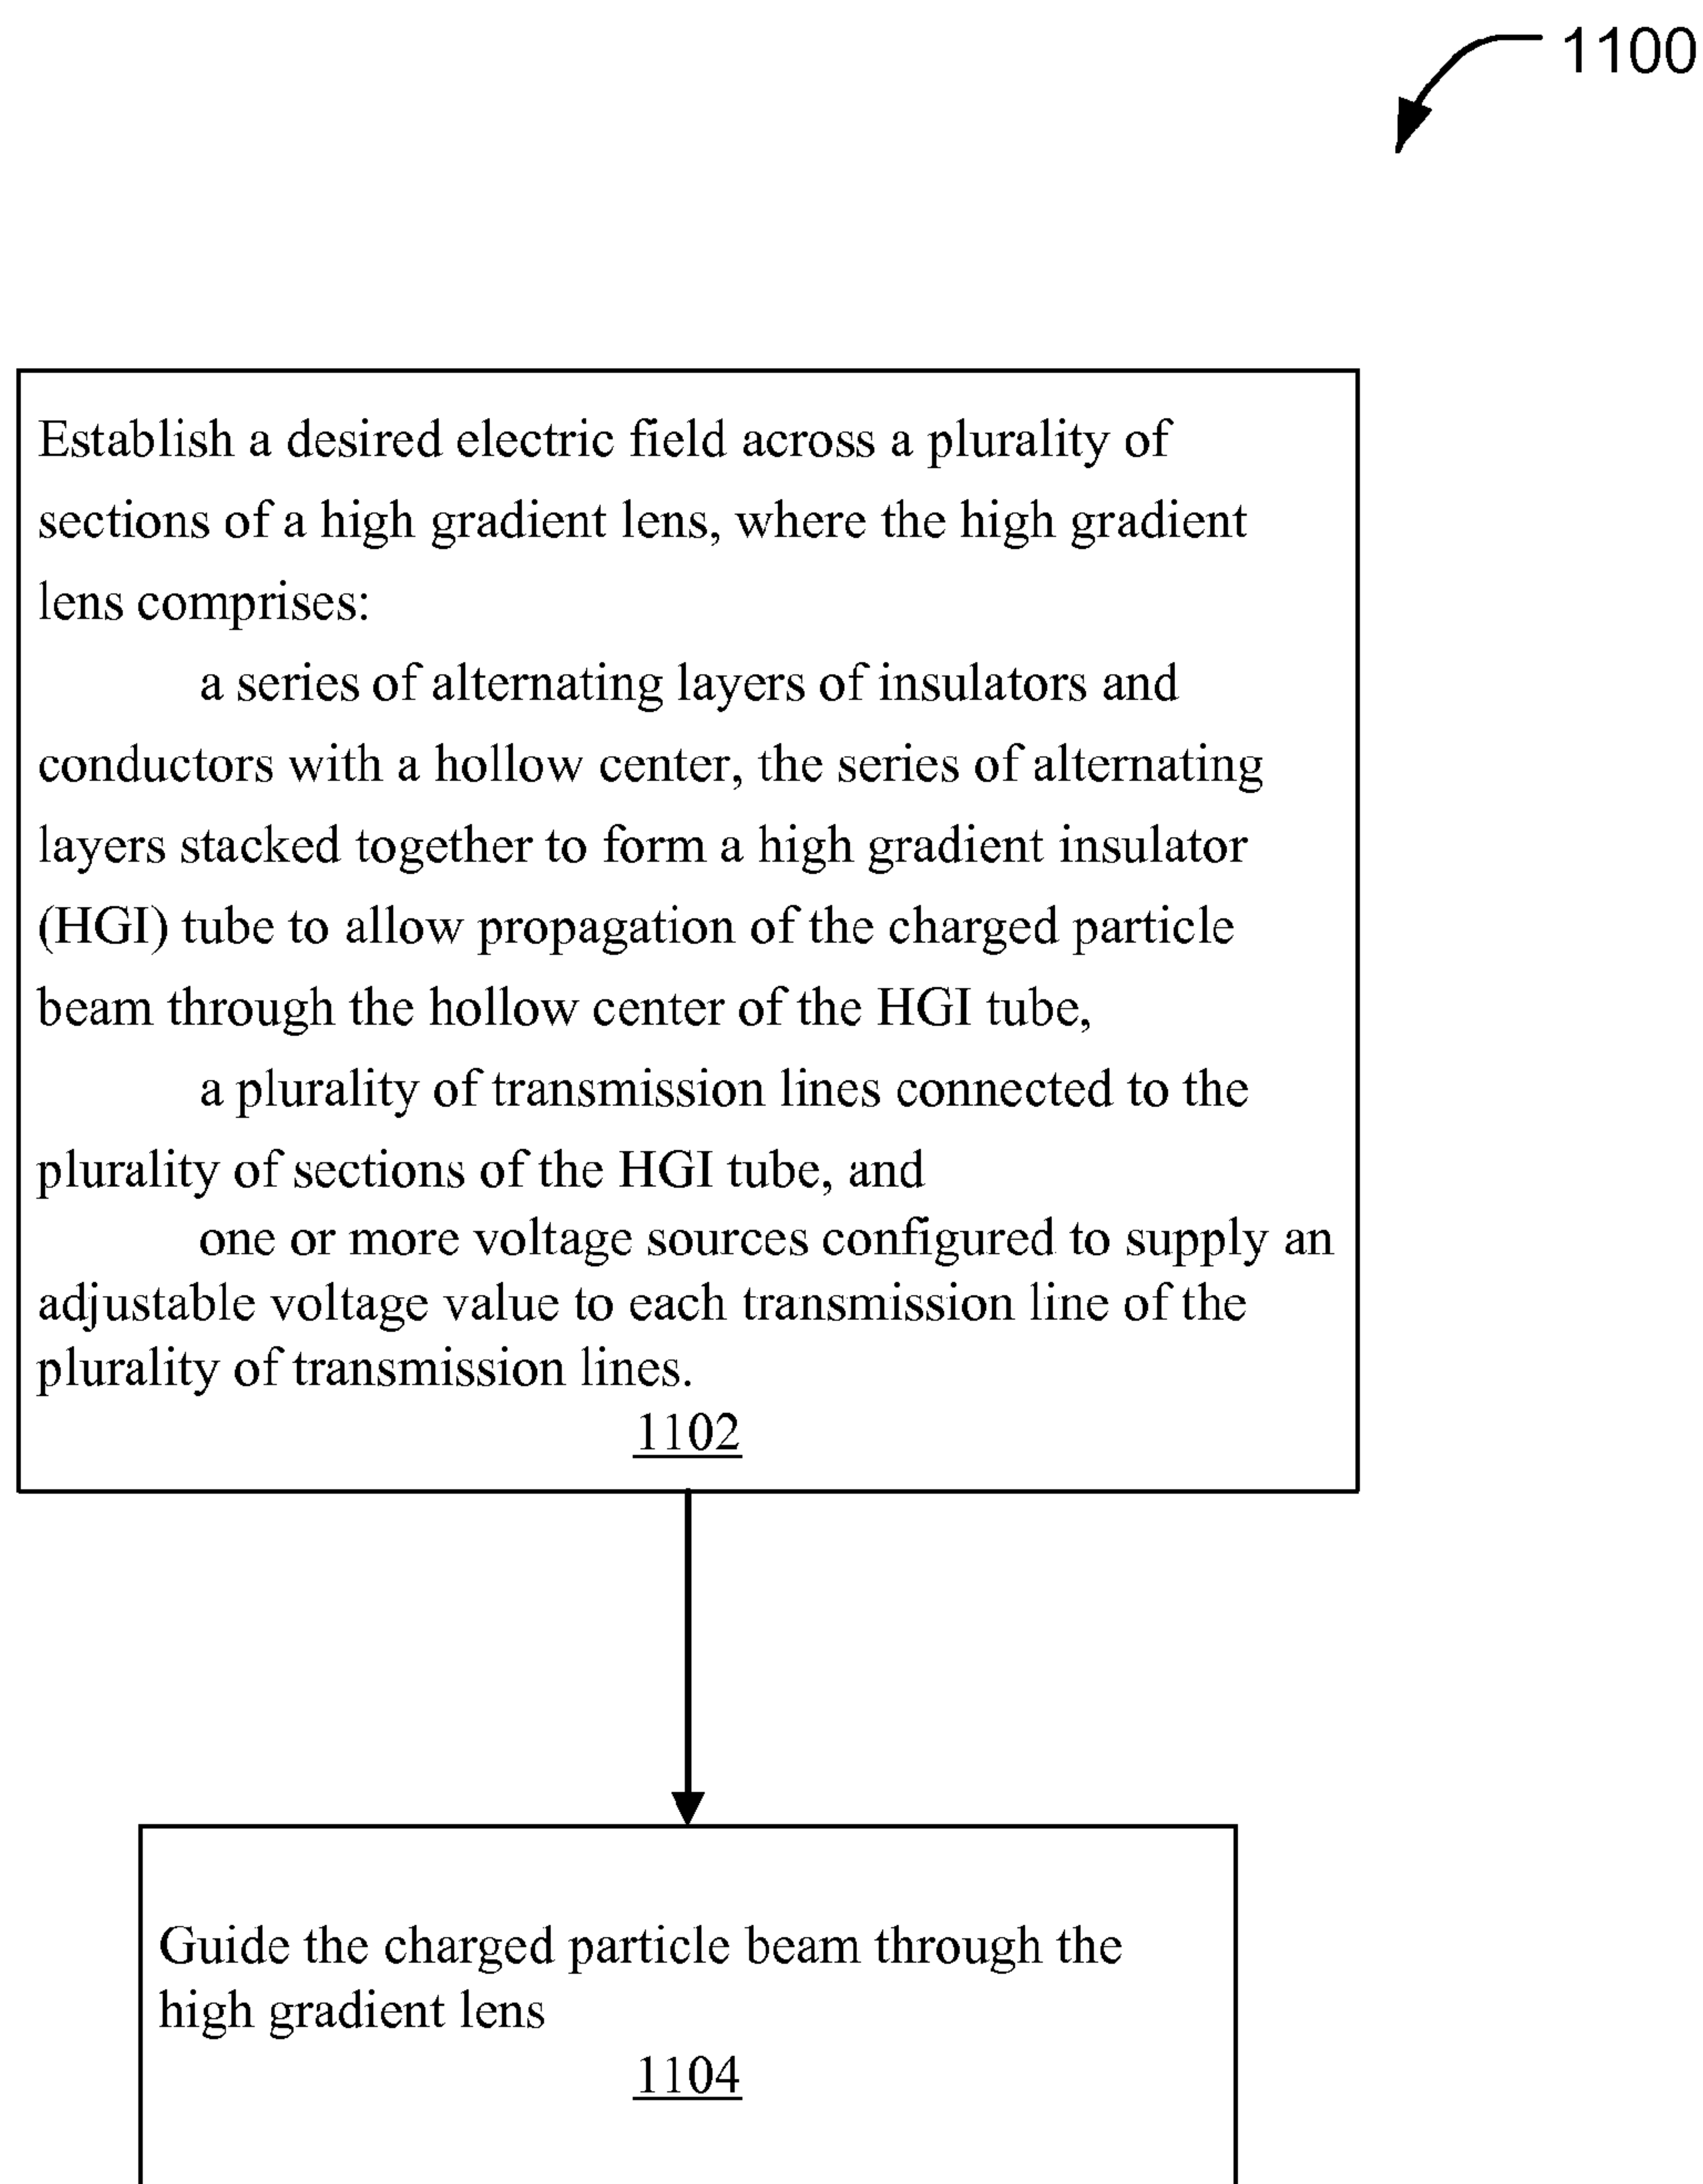 1100
Establish a desired electric field across a plurality of
sections of a high gradient lens, where the high gradient
lens comprises:
a series of alternating layers of insulators and
conductors with a hollow center, the series of alternating
layers stacked together to form a high gradient insulator
(HGI) tube to allow propagation of the charged particle
beam through the hollow center of the HGI tube,
a plurality of transmission lines connected to the
plurality of sections of the HGI tube, and
one or more voltage sources configured to supply an
adjustable voltage value to each transmission line of the
plurality of transmission lines.
1102
Guide the charged particle beam through the
high gradient lens
1104